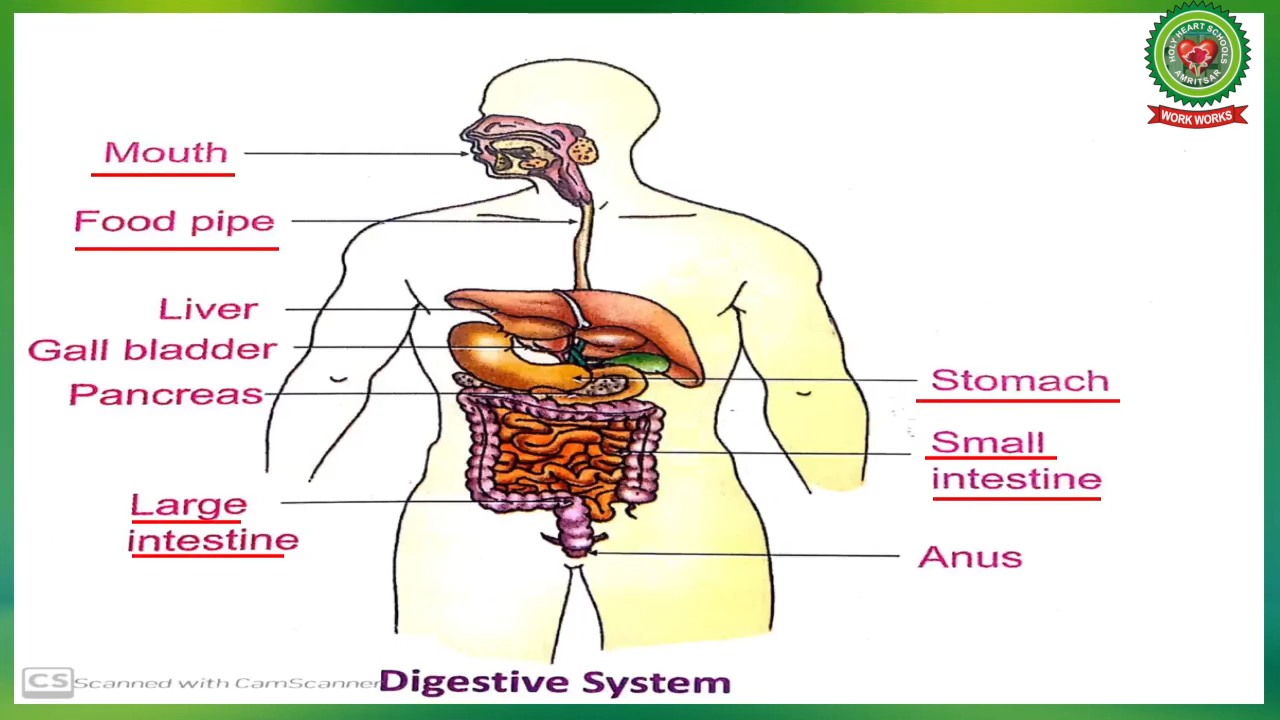 HOLY HEART SCHOOLS
AMRITSAR
WORK WORKS
Mouth
Food pipe
Liver
Gall bladder
Pancreas
Stomach
Small
intestine
Large
intestine
Anus
CS Scanned with CamScanner
Digestive System